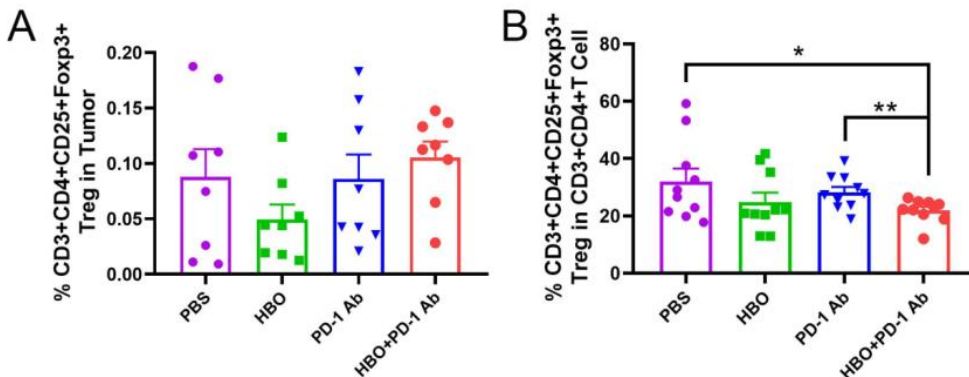 A
% CD3+CD4+CD25+Foxp3+
Treg in Tumor
0.20
0.15
0.10
0.05
0.00
PBS
HBO
PD-1 Ab
HBO+PD-1 Ab
B
% CD3+CD4+CD25+Foxp3+
Treg in CD3+CD4+T Cell
80
60
40
20
0
*
**
PBS
HBO
PD-1 Ab
HBO+PD-1 Ab